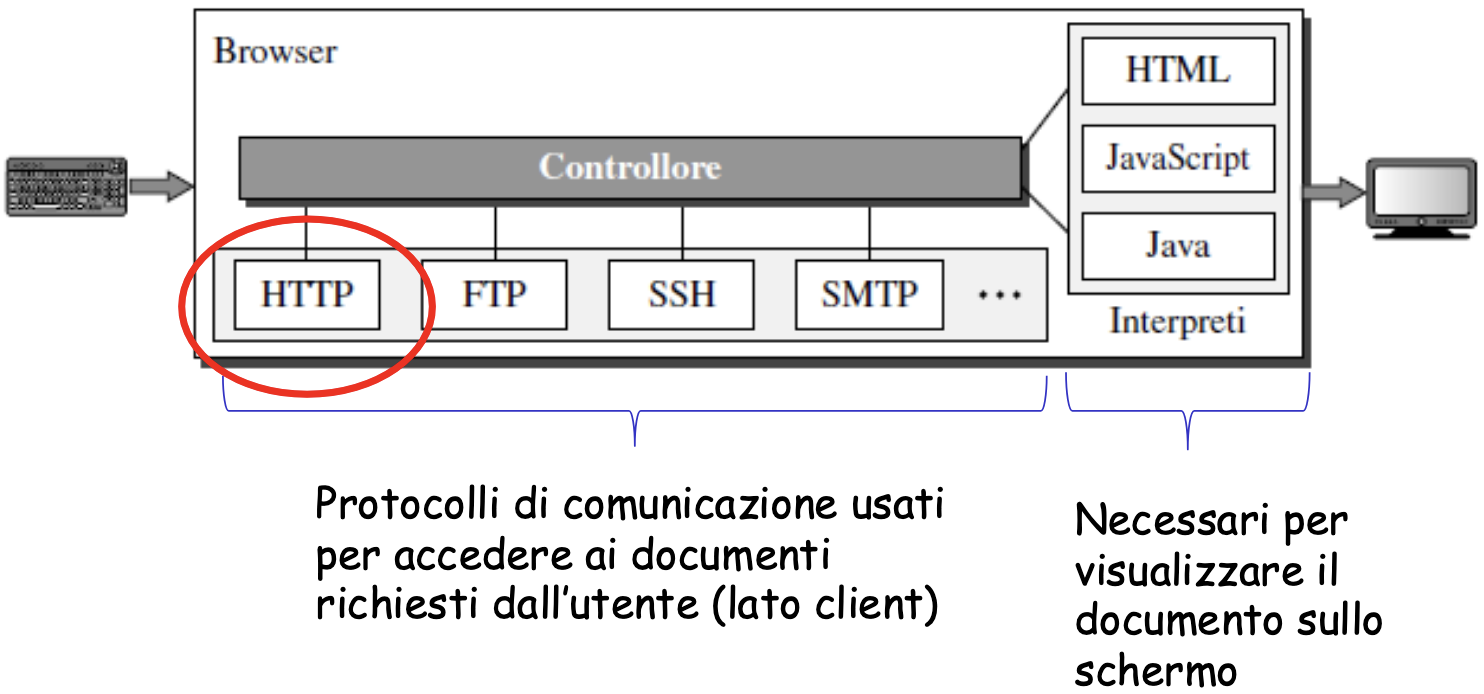 Browser
Controllore
HTTP
FTP
SSH
SMTP
...
HTML
JavaScript
Java
Interpreti
Protocolli di comunicazione usati
per accedere ai documenti
richiesti dall'utente (lato client)
Necessari per
visualizzare il
documento sullo
schermo